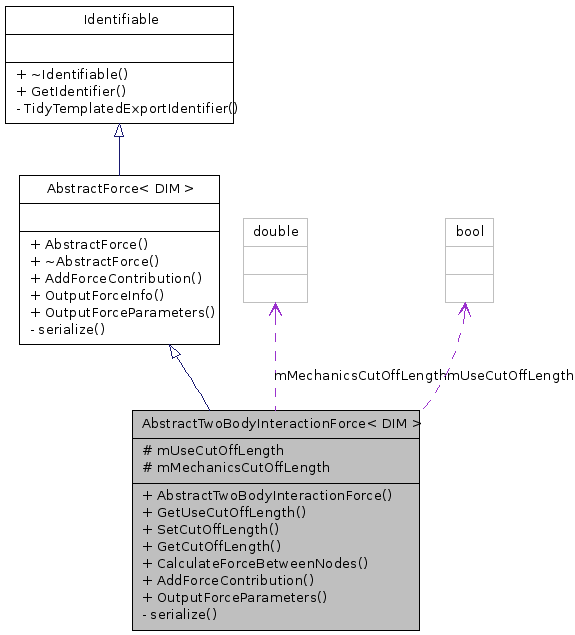 Identifiable
+ ~Identifiable()
+ GetIdentifier()
- TidyTemplatedExportIdentifier()
AbstractForce< DIM >
+ AbstractForce()
+ ~AbstractForce()
+ AddForceContribution()
+ OutputForceInfo()
+ OutputForceParameters()
- serialize()
double
bool
mMechanicsCutOffLength
mUseCutOffLength
AbstractTwoBodyInteractionForce< DIM >
# mUseCutOffLength
# mMechanicsCutOffLength
+ AbstractTwoBodyInteractionForce()
+ GetUseCutOffLength()
+ SetCutOffLength()
+ GetCutOffLength()
+ CalculateForceBetweenNodes()
+ AddForceContribution()
+ OutputForceParameters()
- serialize()